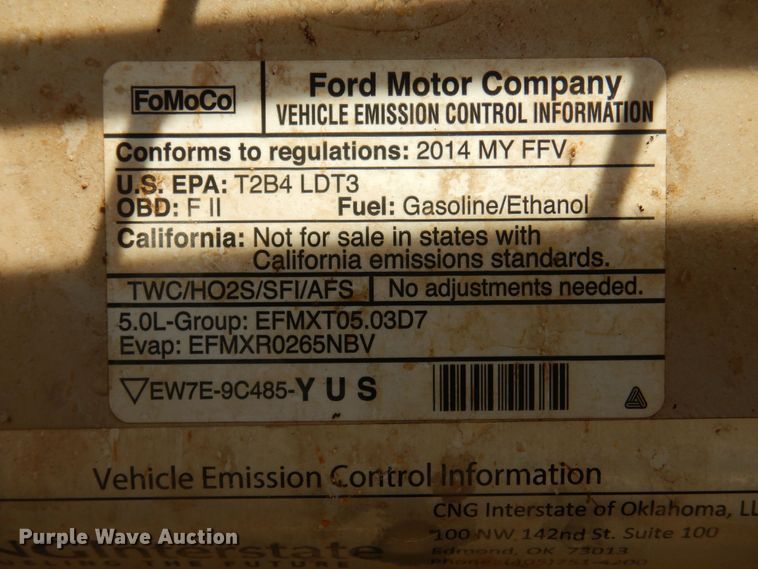 FoMoCo
Ford Motor Company
VEHICLE EMISSION CONTROL INFORMATION
Conforms to regulations: 2014 MY FFV
U.S. EPA: T2B4 LDT3
OBD: F II Fuel: Gasoline/Ethanol
California: Not for sale in states with
California emissions standards.
TWC/HO2S/SFI/AFS No adjustments needed.
5.0L-Group: EFMXT05.03D7
Evap: EFMXR0265NBV
▽EW7E-9C485-YUS
Vehicle Emission Control Information
CNG Interstate of Oklahoma, LL
100 NW 142nd St. Suite 100
Edmond, OK 73013
Purple Wave Auction